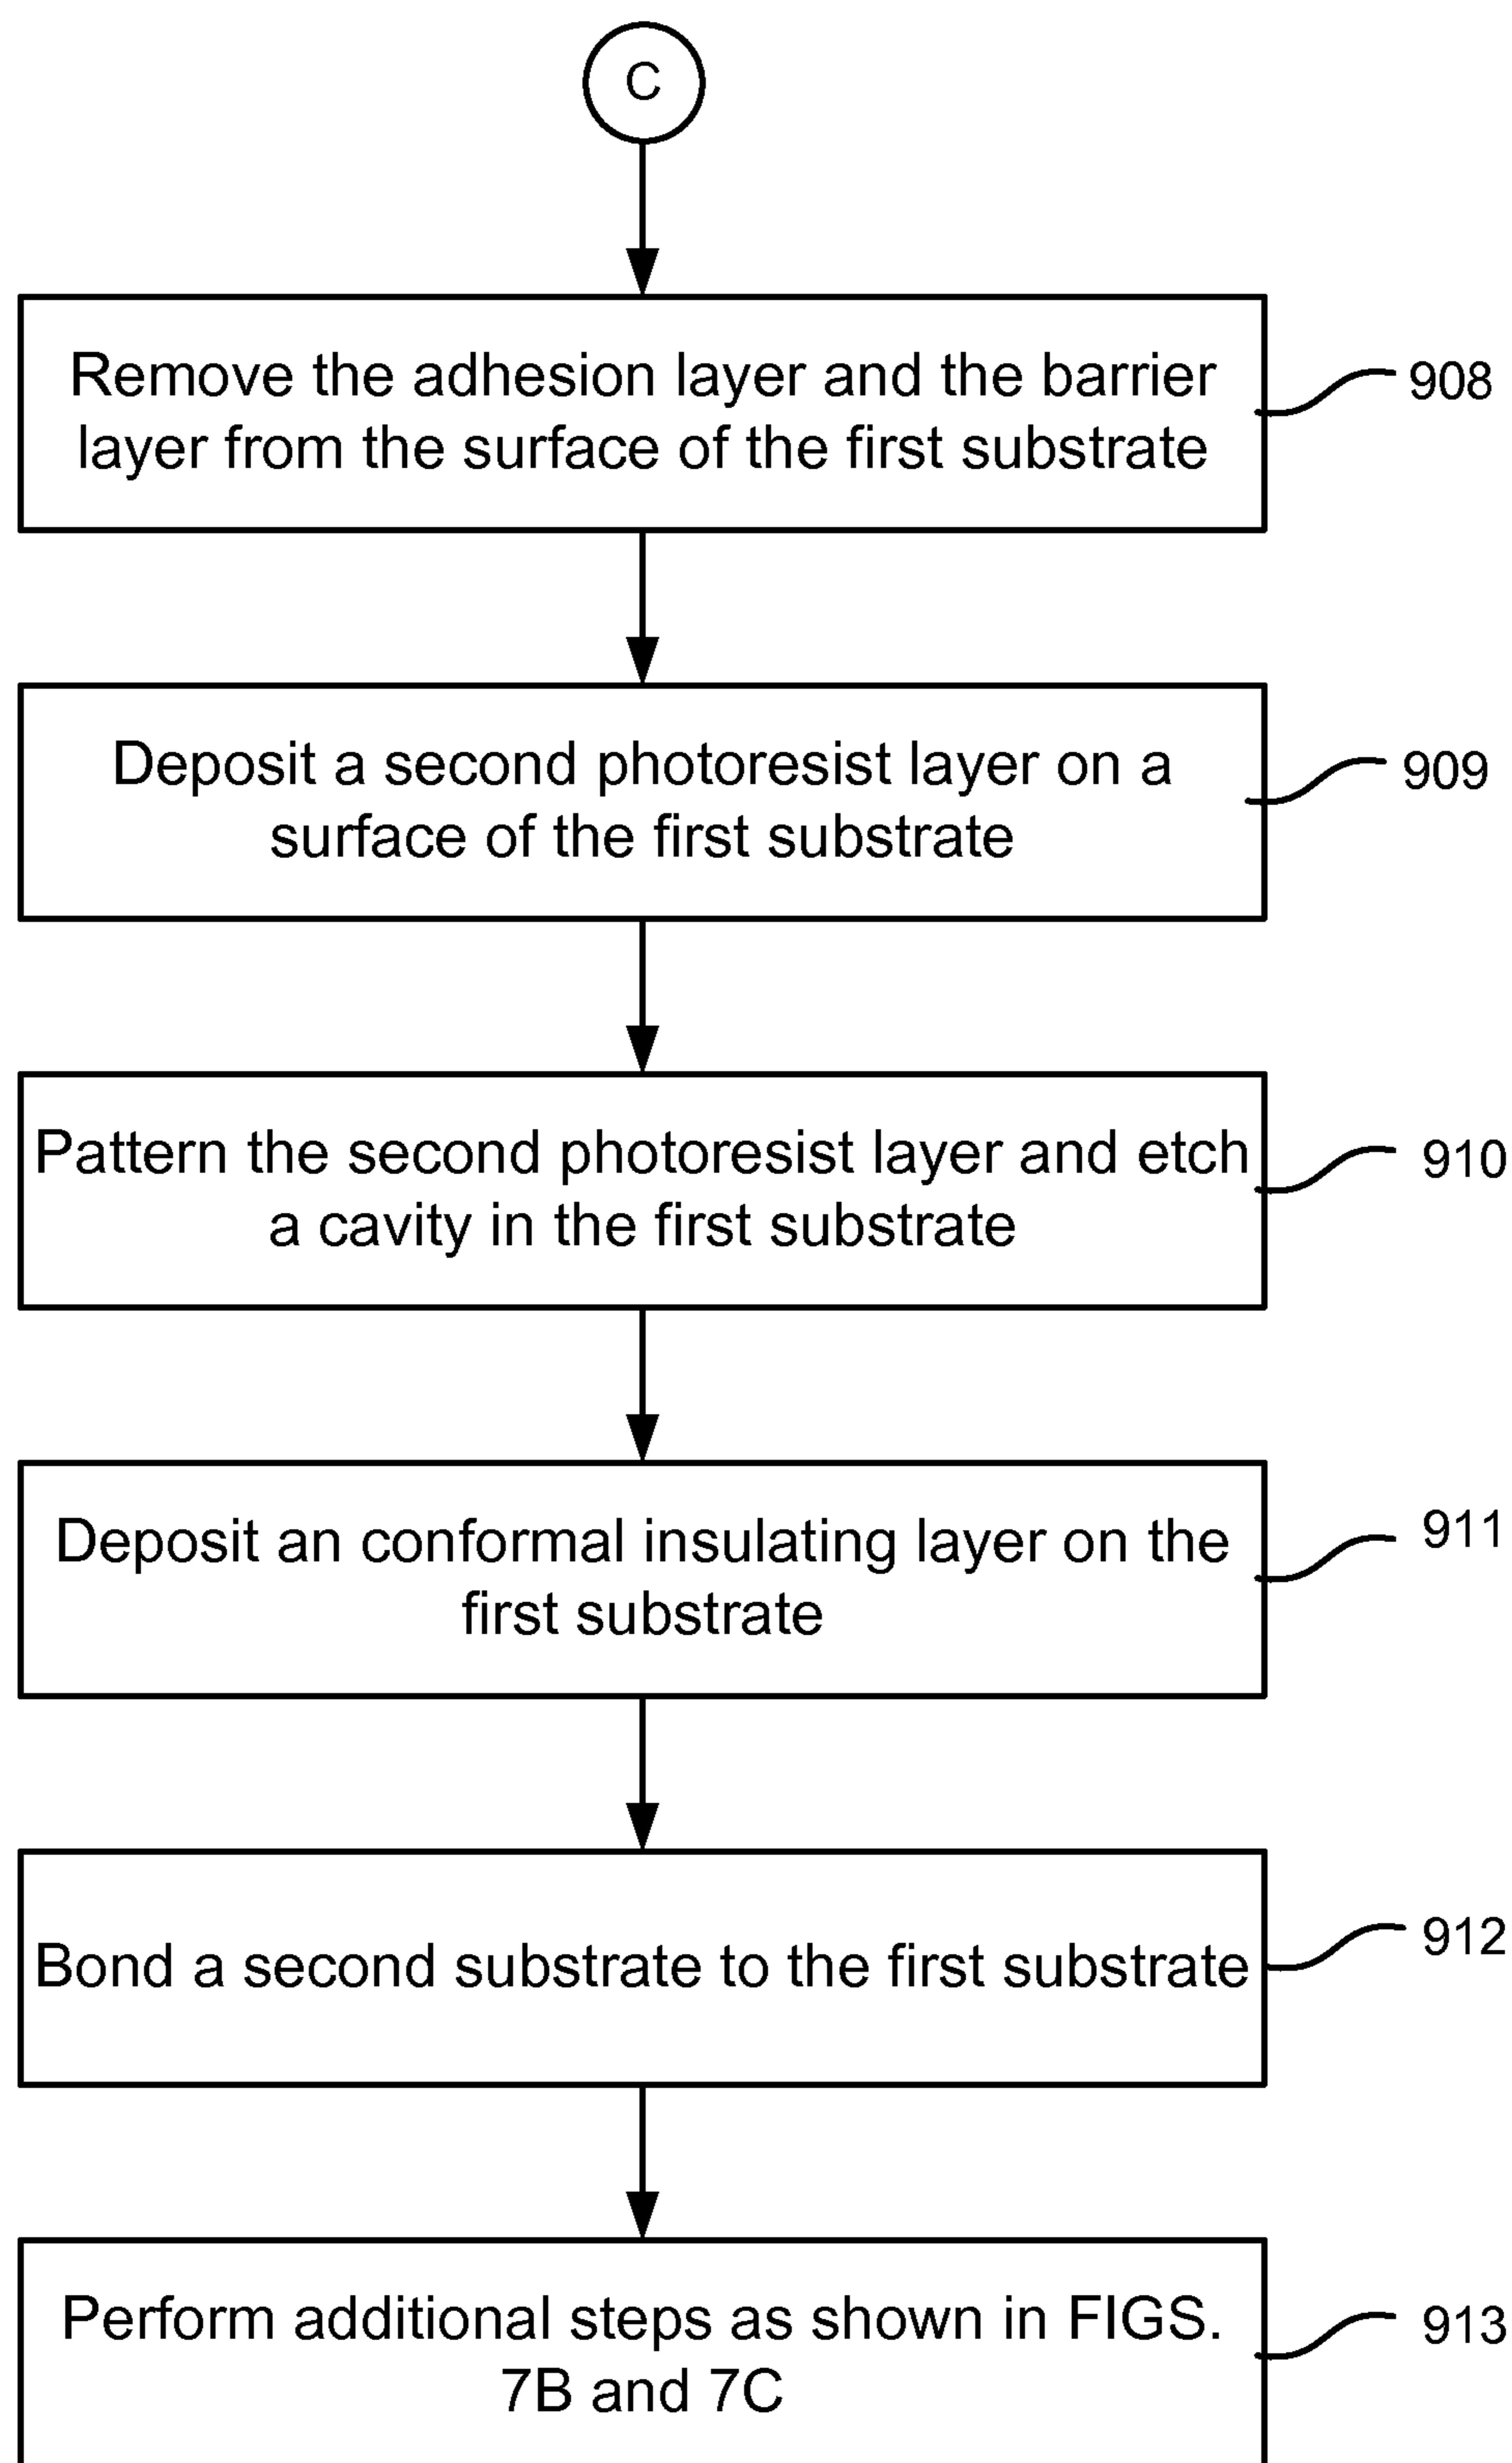 C
Remove the adhesion layer and the barrier
layer from the surface of the first substrate
908
Deposit a second photoresist layer on a
surface of the first substrate
909
Pattern the second photoresist layer and etch
a cavity in the first substrate
910
Deposit an conformal insulating layer on the
first substrate
911
Bond a second substrate to the first substrate
912
Perform additional steps as shown in FIGS.
7B and 7C
913